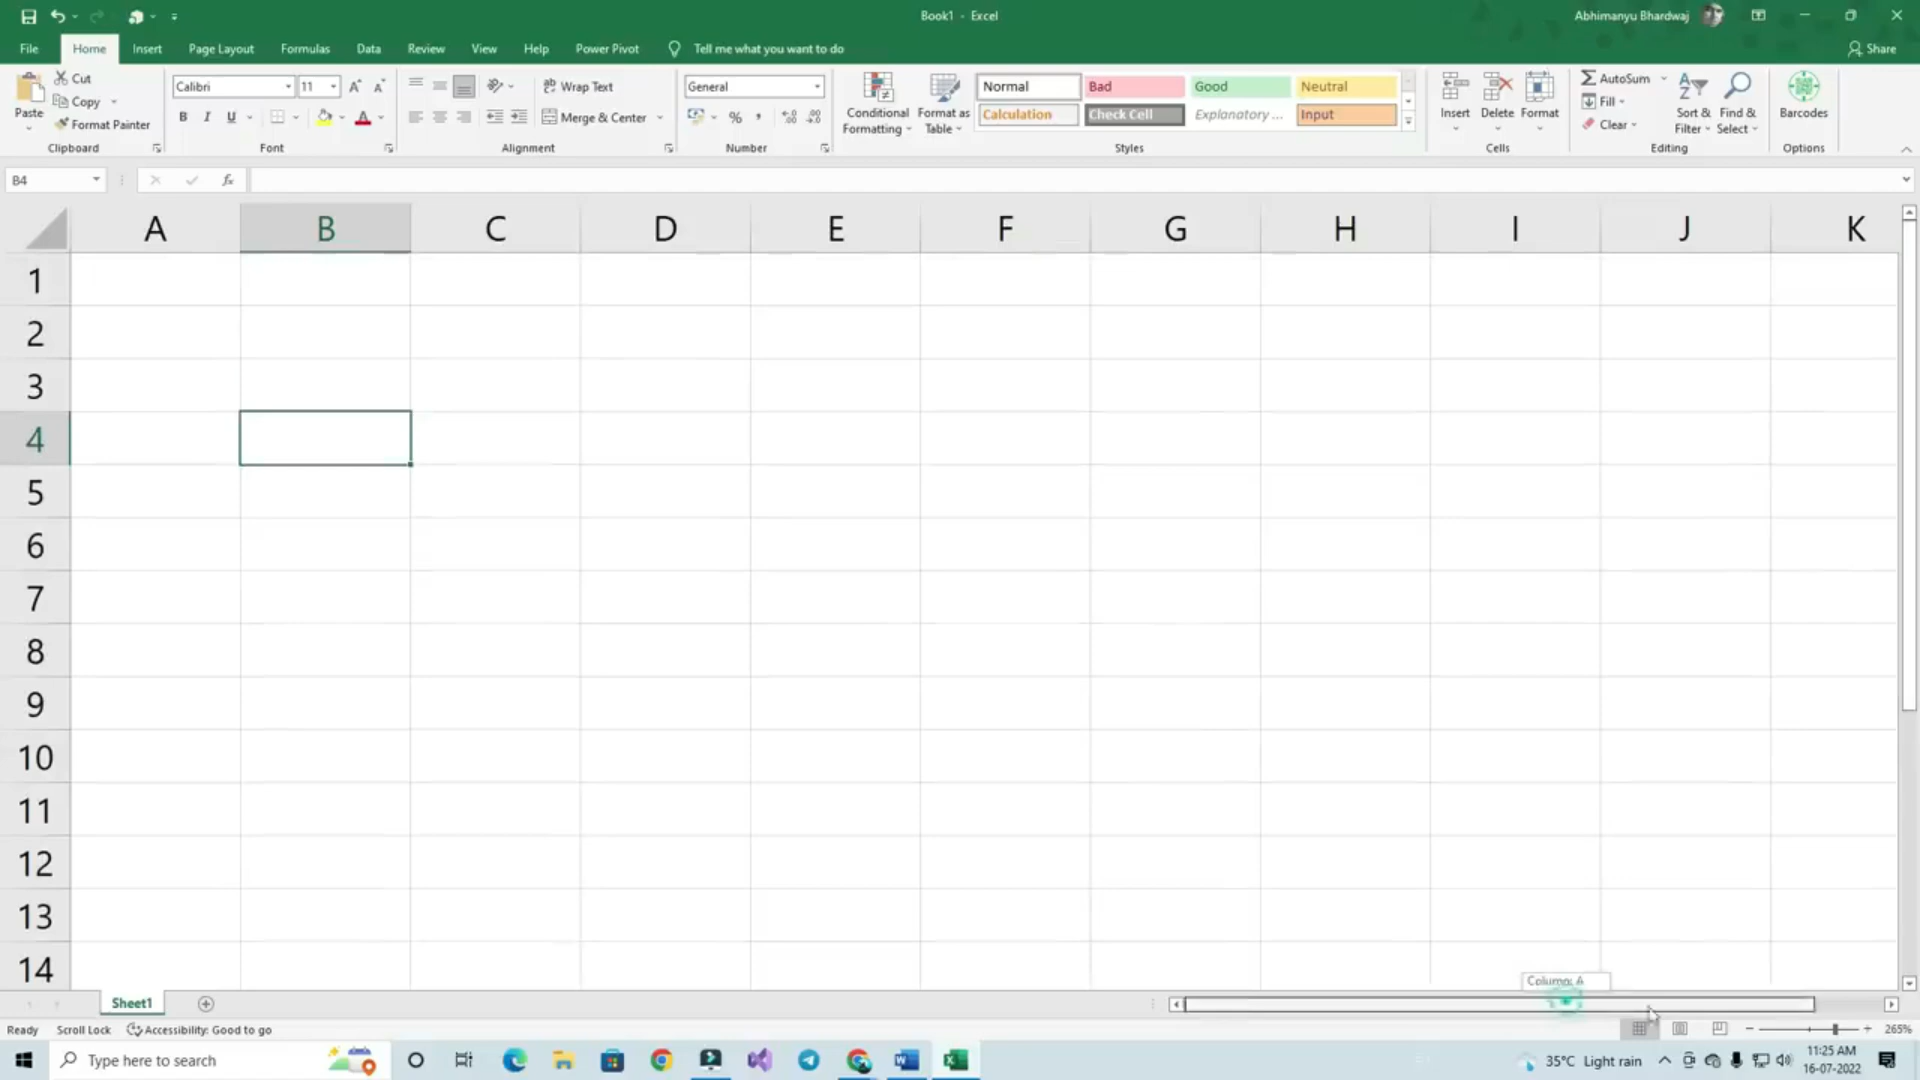 Book1 - Excel
Abhimanyu Bhardwaj
File Home Insert Page Layout Formulas Data Review View Help Power Pivot Tell me what you want to do
Share
Paste
Cut
Copy
Format Painter
Clipboard
Calibri 11
B I U
Font
Wrap Text
Merge & Center
Alignment
General
%
Number
Conditional Formatting
Format as Table
Normal Bad Good Neutral
Calculation Check Cell Explanatory ... Input
Styles
Insert Delete Format
Cells
AutoSum
Fill
Clear
Sort & Filter
Find & Select
Editing
Barcodes
Options
B4
fx
A B C D E F G H I J K
1
2
3
4
5
6
7
8
9
10
11
12
13
14
Column: A
Sheet1
Ready Scroll Lock Accessibility: Good to go
265%
Type here to search
35°C Light rain
11:25 AM
16-07-2022